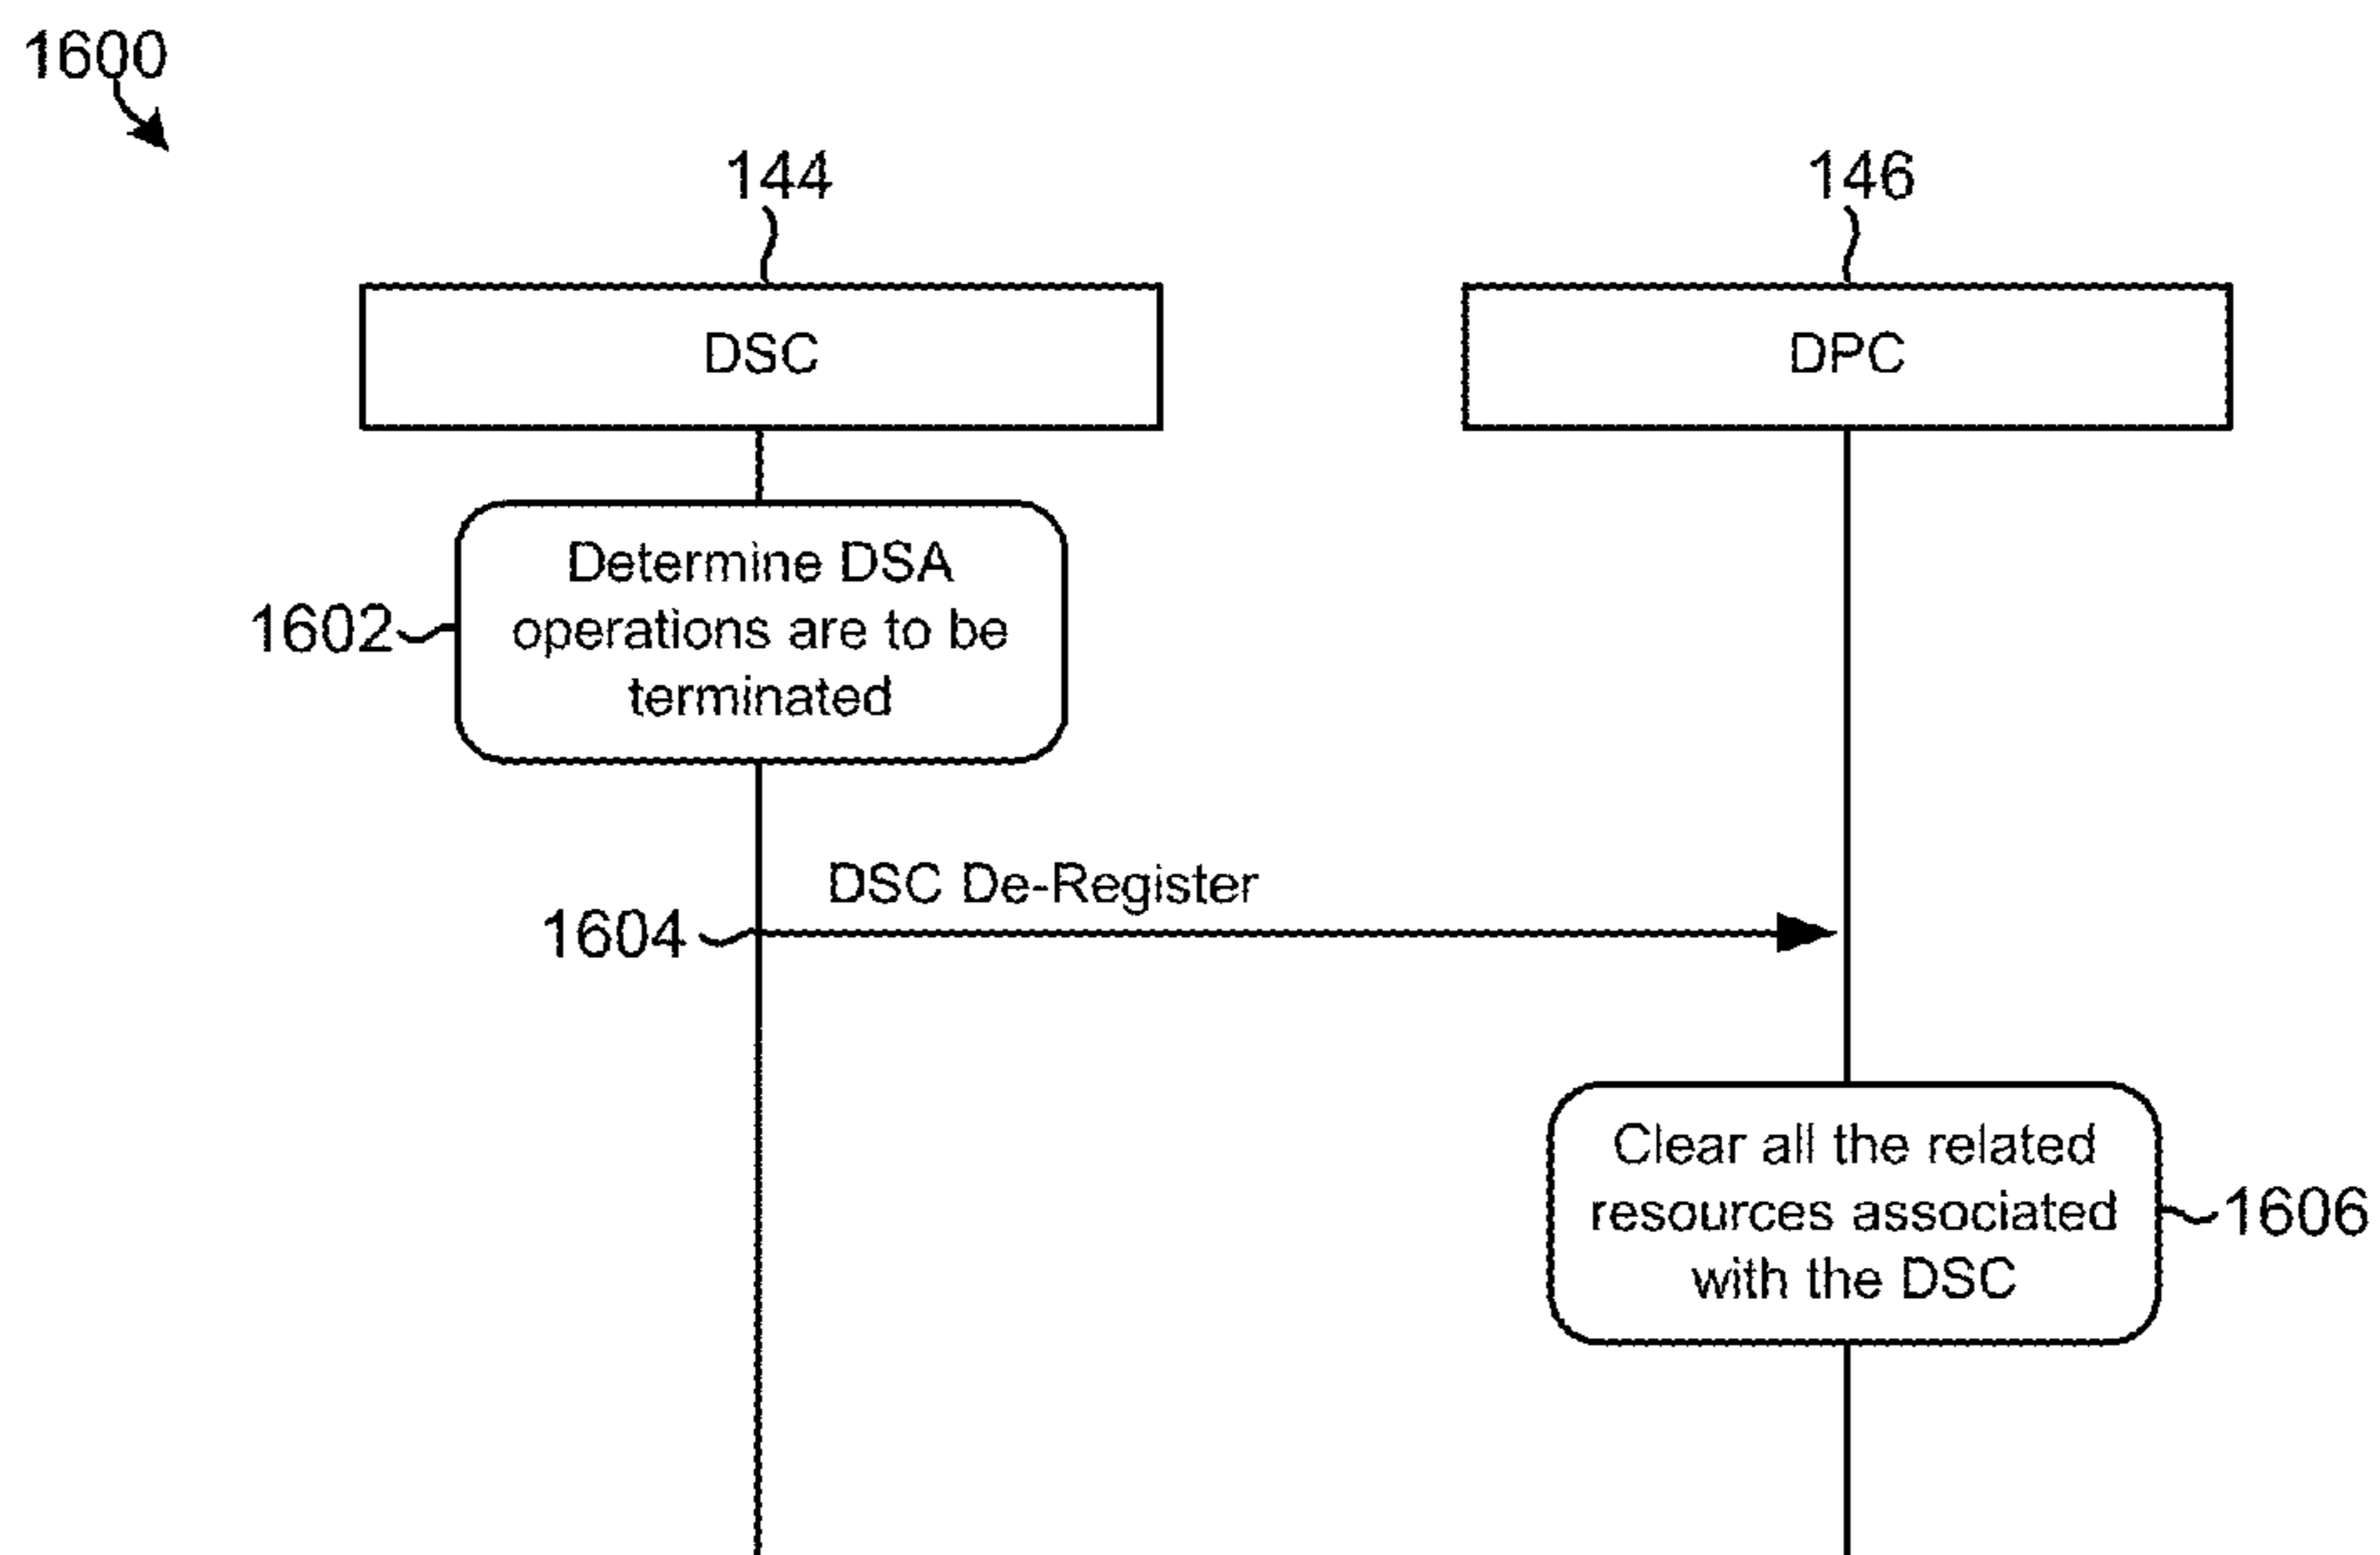 1600
144
146
DSC
DPC
Determine DSA
operations are to be
terminated
1602
DSC De-Register
1604
Clear all the related
resources associated
with the DSC
1606